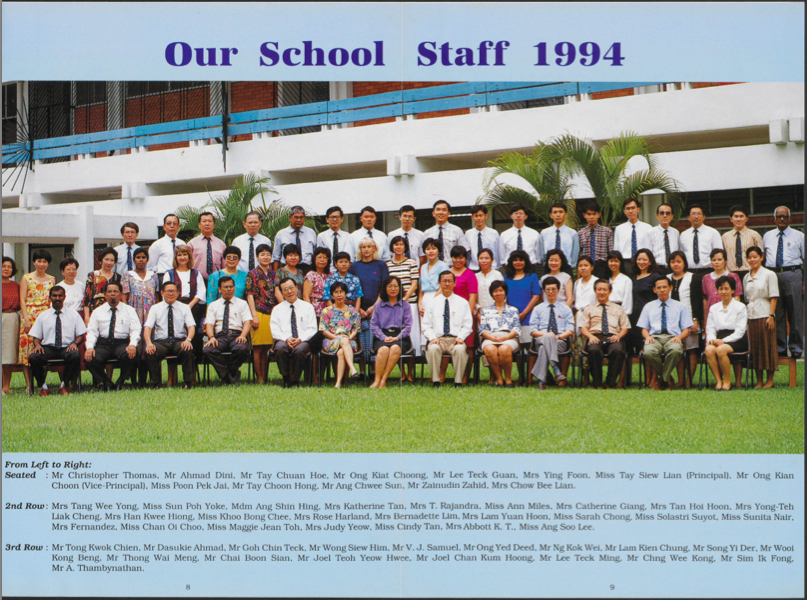 Our School Staff 1994
From Left to Right:
Seated : Mr Christopher Thomas, Mr Ahmad Dini, Mr Tay Chuan Hoe, Mr Ong Kiat Choong, Mr Lee Teck Guan, Mrs Ying Foon, Miss Tay Siew Lian (Principal), Mr Ong Kian
Choon (Vice-Principal), Miss Poon Pek Jai, Mr Tay Choon Hong, Mr Ang Chwee Sun, Mr Zainudin Zahid, Mrs Chow Bee Lian.
2nd Row : Mrs Tang Wee Yong, Miss Sun Poh Yoke, Mdm Ang Shin Hing, Mrs Katherine Tan, Mrs T. Rajandra, Miss Ann Miles, Mrs Catherine Giang, Mrs Tan Hoi Hoon, Mrs Yong-Teh
Liak Cheng, Mrs Han Kwee Hiong, Miss Khoo Bong Chee, Mrs Rose Harland, Mrs Bernadette Lim, Mrs Lam Yuan Hoon, Miss Sarah Chong, Miss Solastri Suyot, Miss Sunita Nair,
Mrs Fernandez, Miss Chan Oi Choo, Miss Maggie Jean Toh, Mrs Judy Yeow, Miss Cindy Tan, Mrs Abbott K. T., Miss Ang Soo Lee.
3rd Row : Mr Tong Kwok Chien, Mr Dasukie Ahmad, Mr Goh Chin Teck, Mr Wong Siew Him, Mr V. J. Samuel, Mr Ong Yed Deed, Mr Ng Kok Wei, Mr Lam Kien Chung, Mr Song Yi Der, Mr Wooi
Kong Beng, Mr Thong Wai Meng, Mr Chai Boon Sian, Mr Joel Teoh Yeow Hwee, Mr Joel Chan Kum Hoong, Mr Lee Teck Ming, Mr Chng Wee Kong, Mr Sim Ik Fong,
Mr A. Thambynathan.
8
9